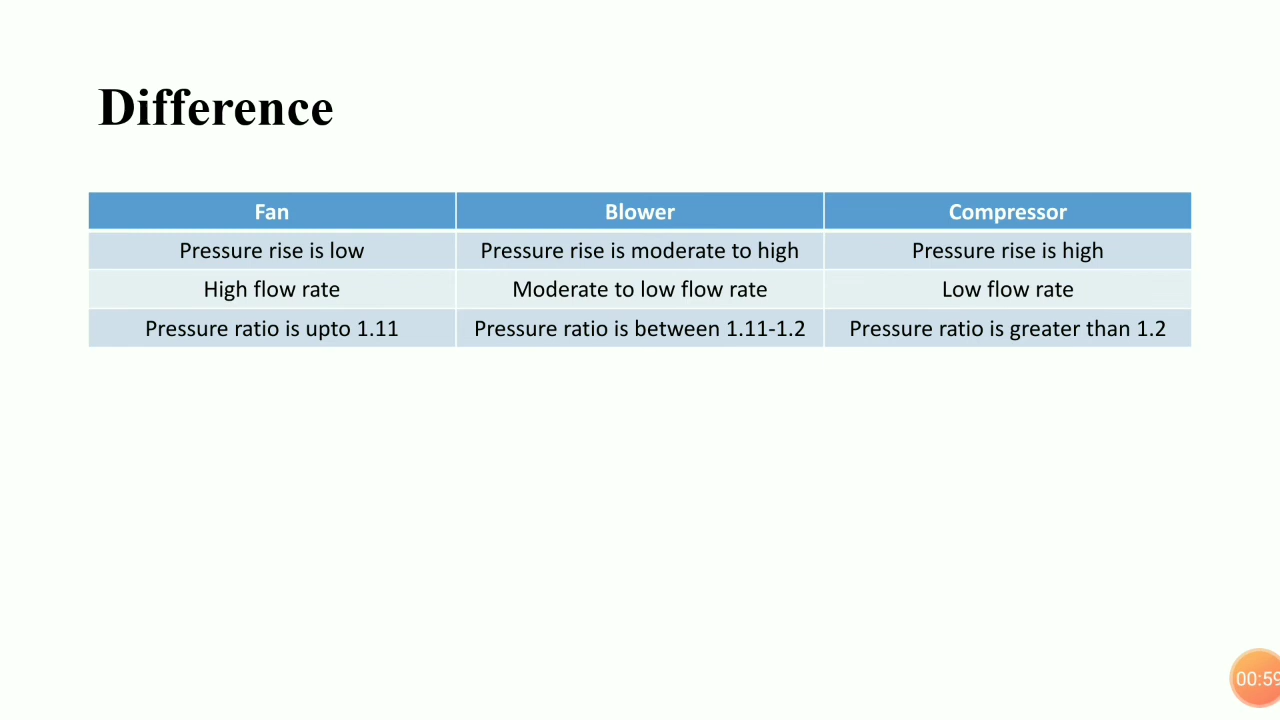 Difference
Fan Blower Compressor
Pressure rise is low Pressure rise is moderate to high Pressure rise is high
High flow rate Moderate to low flow rate Low flow rate
Pressure ratio is upto 1.11 Pressure ratio is between 1.11-1.2 Pressure ratio is greater than 1.2
00:59